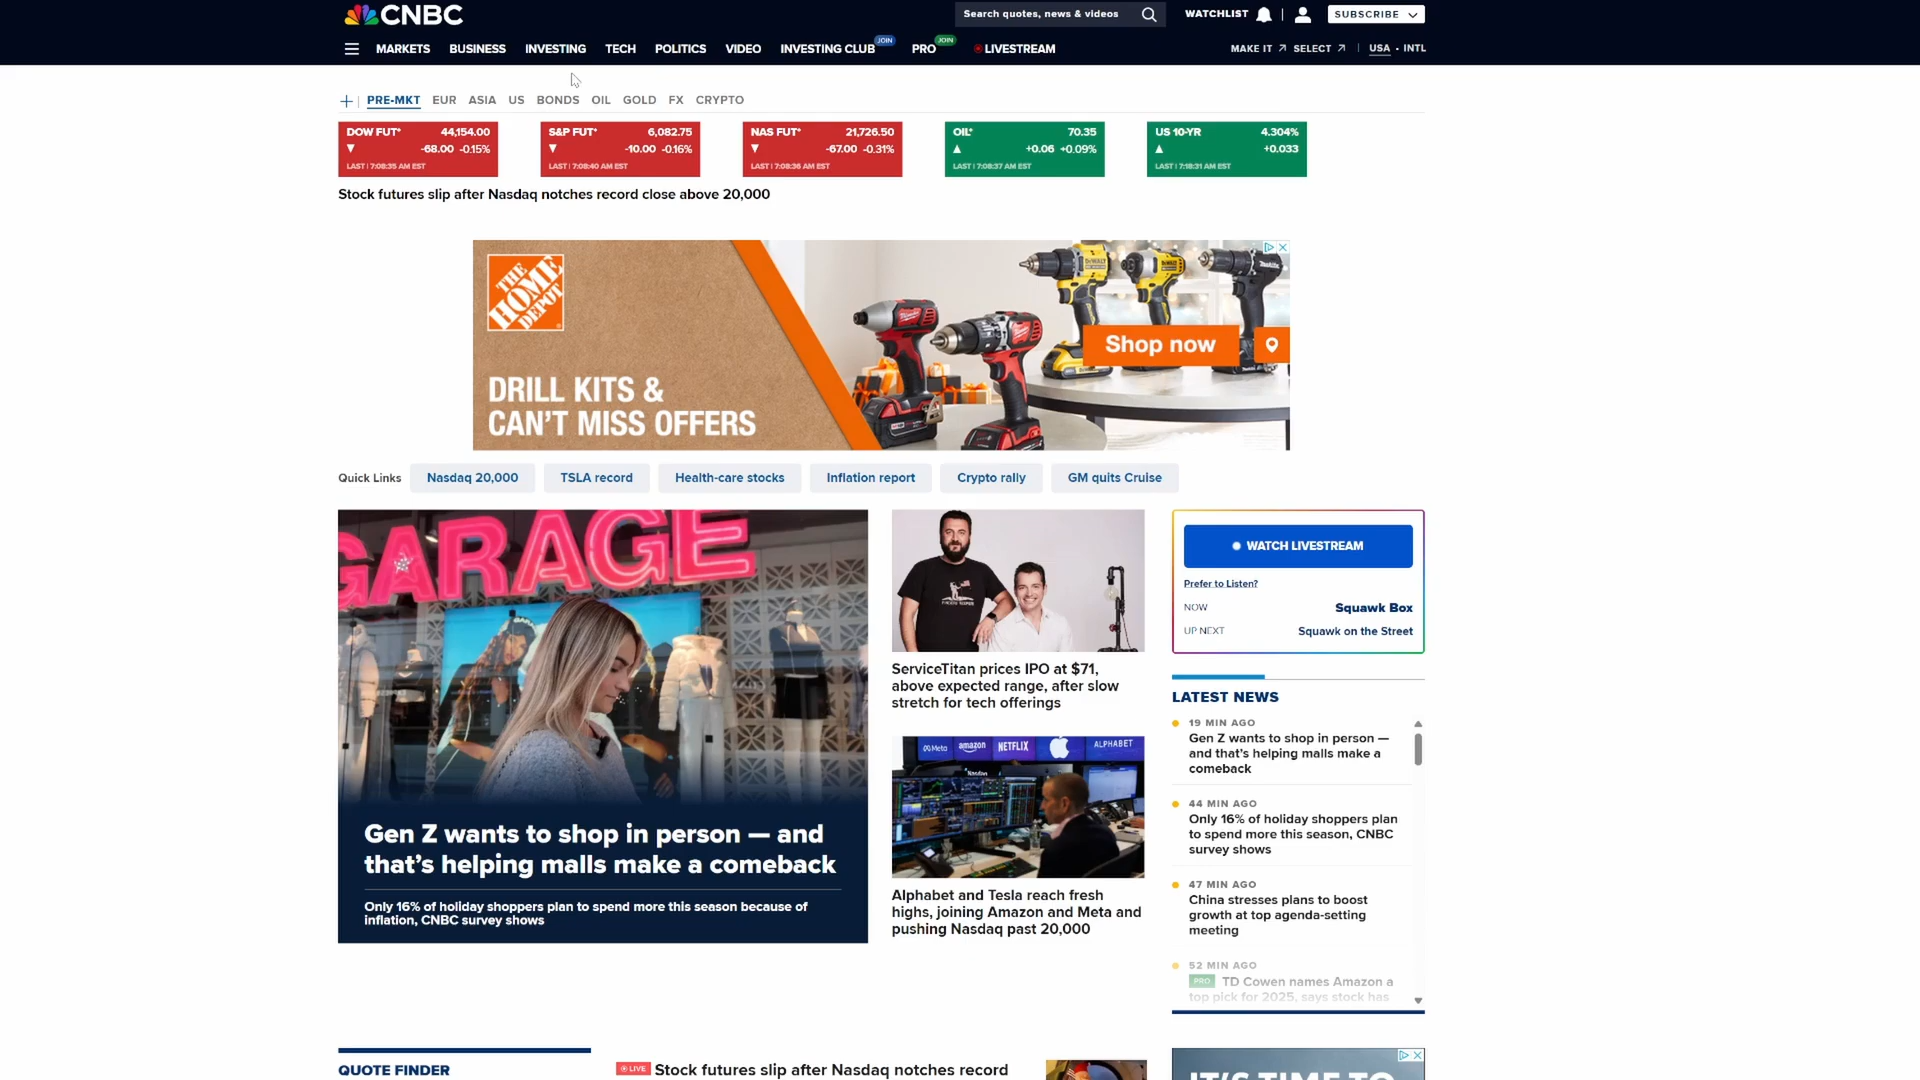 CNBC
Search quotes, news & videos
WATCHLIST
SUBSCRIBE
MARKETS BUSINESS INVESTING TECH POLITICS VIDEO INVESTING CLUB JOIN PRO JOIN LIVESTREAM
MAKE IT SELECT USA • INTL
PRE-MKT EUR ASIA US BONDS OIL GOLD FX CRYPTO
DOW FUT* 44,154.00
-68.00 -0.15%
LAST | 7:08:35 AM EST
S&P FUT* 6,082.75
-10.00 -0.16%
LAST | 7:08:40 AM EST
NAS FUT* 21,726.50
-67.00 -0.31%
LAST | 7:08:36 AM EST
OIL* 70.35
+0.06 +0.09%
LAST | 7:08:37 AM EST
US 10-YR 4.304%
+0.033
LAST | 7:18:31 AM EST
Stock futures slip after Nasdaq notches record close above 20,000
THE HOME DEPOT
DRILL KITS &
CAN'T MISS OFFERS
DEWALT
Shop now
Quick Links Nasdaq 20,000 TSLA record Health-care stocks Inflation report Crypto rally GM quits Cruise
GARAGE
Gen Z wants to shop in person — and
that's helping malls make a comeback
Only 16% of holiday shoppers plan to spend more this season because of
inflation, CNBC survey shows
ServiceTitan prices IPO at $71,
above expected range, after slow
stretch for tech offerings
Meta amazon NETFLIX ALPHABET
Nasdaq
Alphabet and Tesla reach fresh
highs, joining Amazon and Meta and
pushing Nasdaq past 20,000
WATCH LIVESTREAM
Prefer to Listen?
NOW Squawk Box
UP NEXT Squawk on the Street
LATEST NEWS
19 MIN AGO
Gen Z wants to shop in person —
and that's helping malls make a
comeback
44 MIN AGO
Only 16% of holiday shoppers plan
to spend more this season, CNBC
survey shows
47 MIN AGO
China stresses plans to boost
growth at top agenda-setting
meeting
52 MIN AGO
PRO TD Cowen names Amazon a
top pick for 2025, says stock has
QUOTE FINDER
LIVE Stock futures slip after Nasdaq notches record
IT'S TIME TO